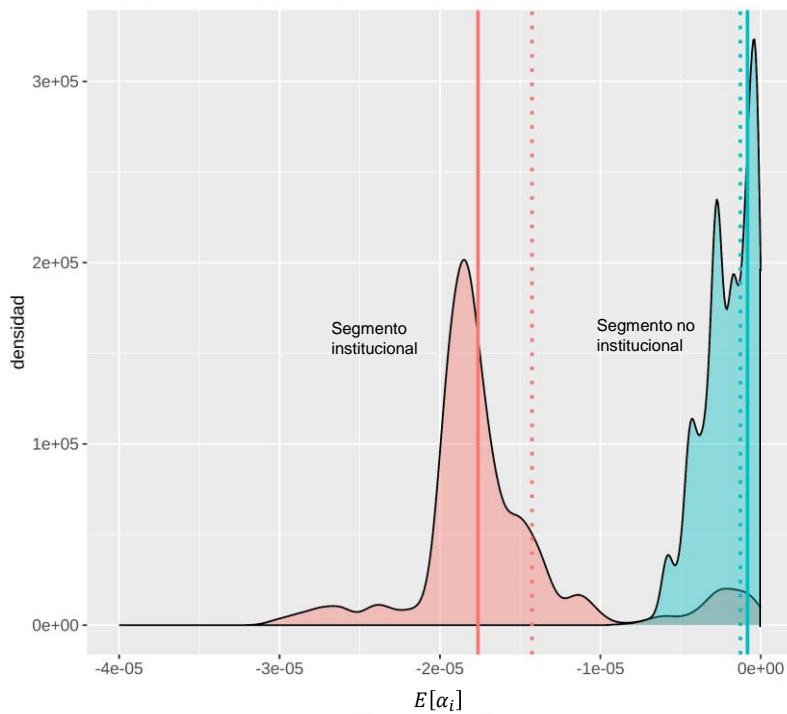 3e+05
2e+05
1e+05
0e+00
densidad
Segmento
institucional
Segmento no
institucional
-4e-05
-3e-05
-2e-05
-1e-05
0e+00
E[αᵢ]